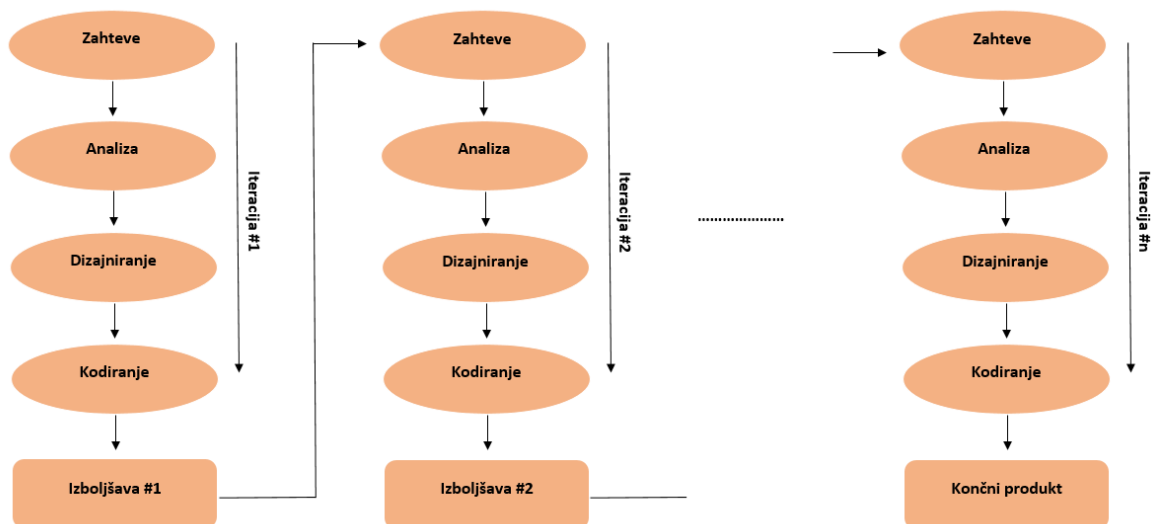 Zahteve
Analiza
Dizajniranje
Kodiranje
Izboljšava #1
Iteracija #1
Zahteve
Analiza
Dizajniranje
Kodiranje
Izboljšava #2
Iteracija #2
.....................
Zahteve
Analiza
Dizajniranje
Kodiranje
Končni produkt
Iteracija #n